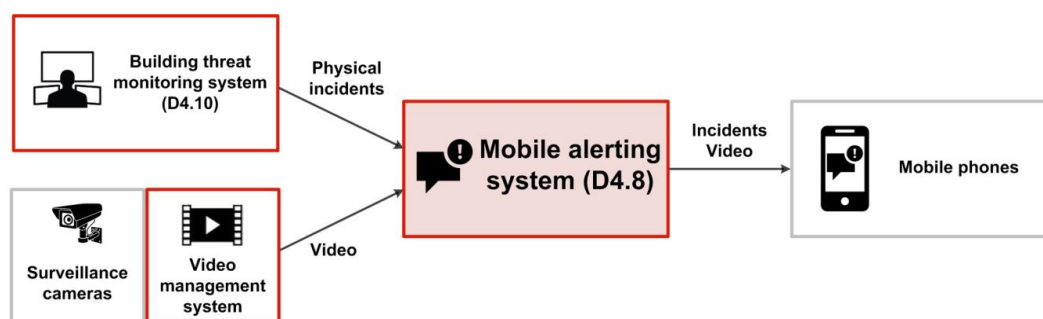 Building threat
monitoring system
(D4.10)
Physical
incidents
Mobile alerting
system (D4.8)
Incidents
Video
Mobile phones
Surveillance
cameras
Video
management
system
Video